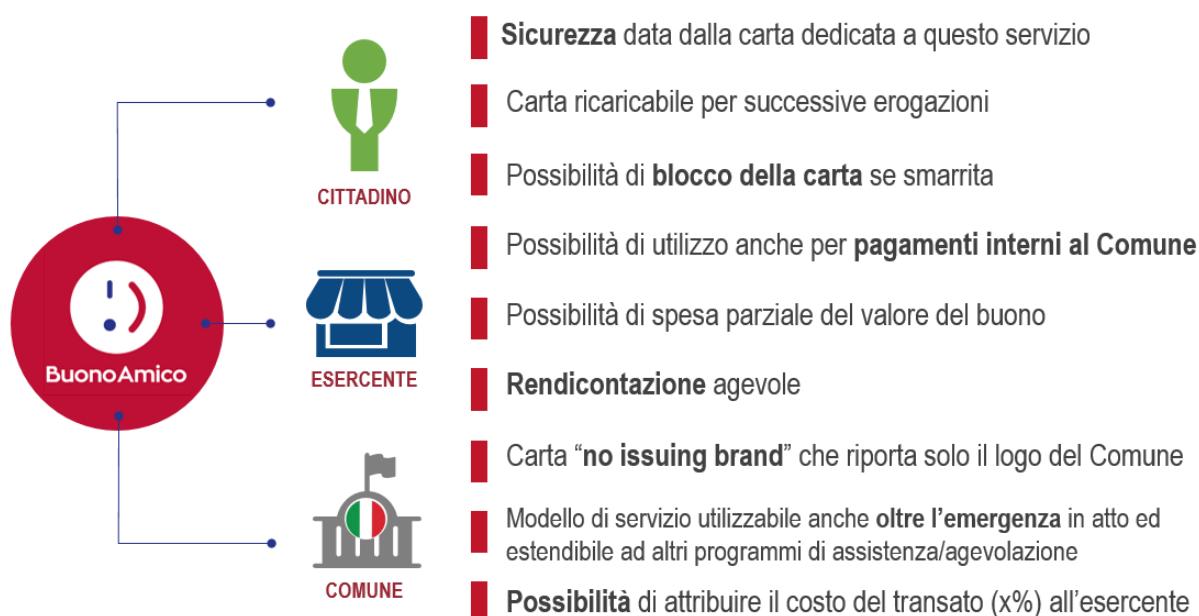 Sicurezza data dalla carta dedicata a questo servizio
Carta ricaricabile per successive erogazioni
Possibilità di blocco della carta se smarrita
CITTADINO
Possibilità di utilizzo anche per pagamenti interni al Comune
Possibilità di spesa parziale del valore del buono
BuonoAmico
ESERCENTE
Rendicontazione agevole
Carta “no issuing brand” che riporta solo il logo del Comune
Modello di servizio utilizzabile anche oltre l’emergenza in atto ed
estendibile ad altri programmi di assistenza/agevolazione
COMUNE
Possibilità di attribuire il costo del transato (x%) all’esercente